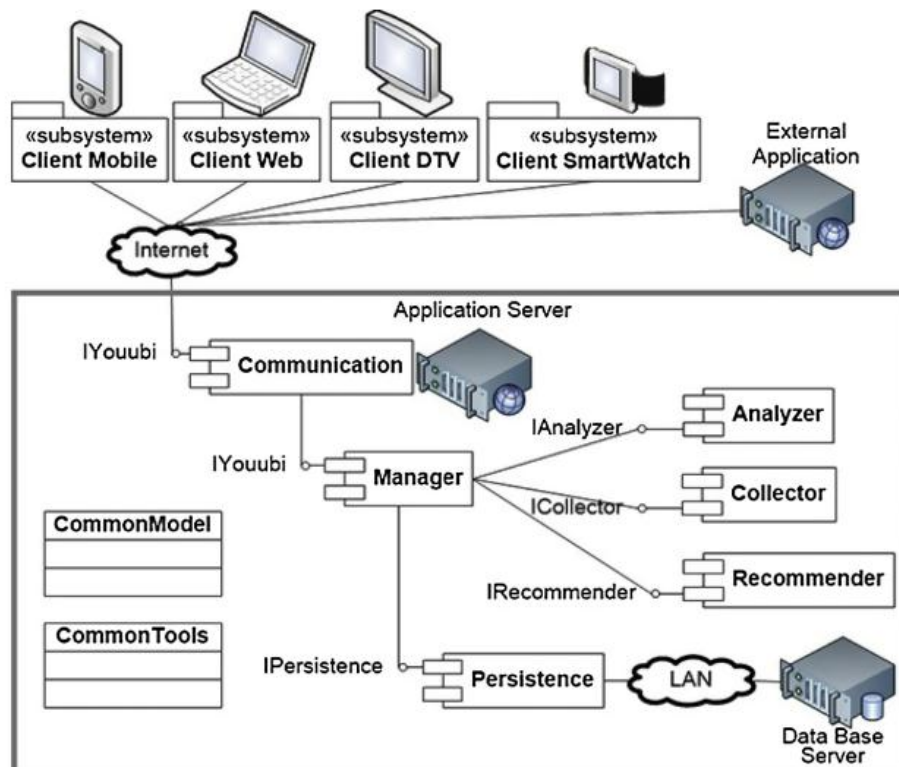 «subsystem»
Client Mobile
«subsystem»
Client Web
«subsystem»
Client DTV
«subsystem»
Client SmartWatch
External
Application
Internet
Application Server
IYouubi
Communication
IAnalyzer
Analyzer
IYouubi
Manager
ICollector
Collector
CommonModel
IRecommender
Recommender
CommonTools
IPersistence
Persistence
LAN
Data Base
Server